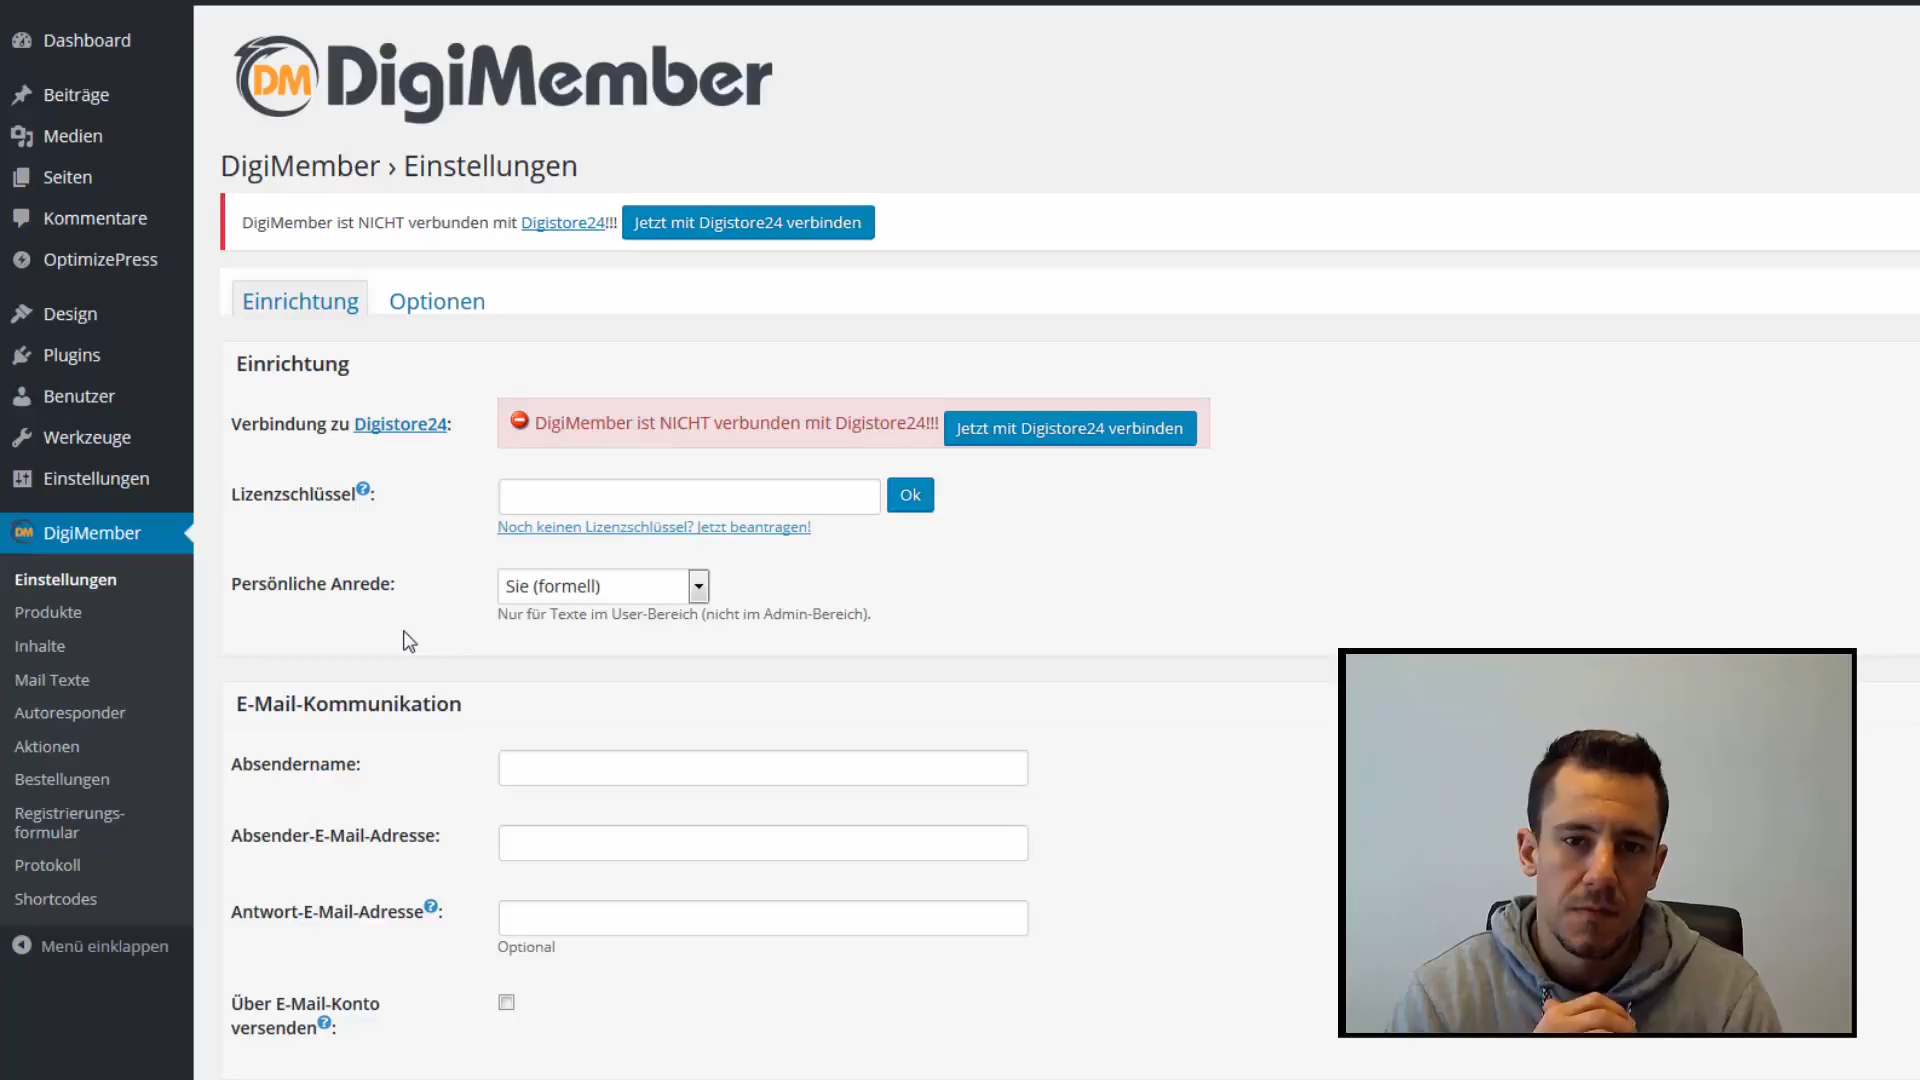 Dashboard
Beiträge
Medien
Seiten
Kommentare
OptimizePress
Design
Plugins
Benutzer
Werkzeuge
Einstellungen
DM DigiMember
Einstellungen
Produkte
Inhalte
Mail Texte
Autoresponder
Aktionen
Bestellungen
Registrierungs-
formular
Protokoll
Shortcodes
Menü einklappen
DM DigiMember
DigiMember › Einstellungen
DigiMember ist NICHT verbunden mit Digistore24!!! Jetzt mit Digistore24 verbinden
Einrichtung Optionen
Einrichtung
Verbindung zu Digistore24: DigiMember ist NICHT verbunden mit Digistore24!!! Jetzt mit Digistore24 verbinden
Lizenzschlüssel?: Ok
Noch keinen Lizenzschlüssel? Jetzt beantragen!
Persönliche Anrede: Sie (formell)
Nur für Texte im User-Bereich (nicht im Admin-Bereich).
E-Mail-Kommunikation
Absendername:
Absender-E-Mail-Adresse:
Antwort-E-Mail-Adresse?:
Optional
Über E-Mail-Konto
versenden?: